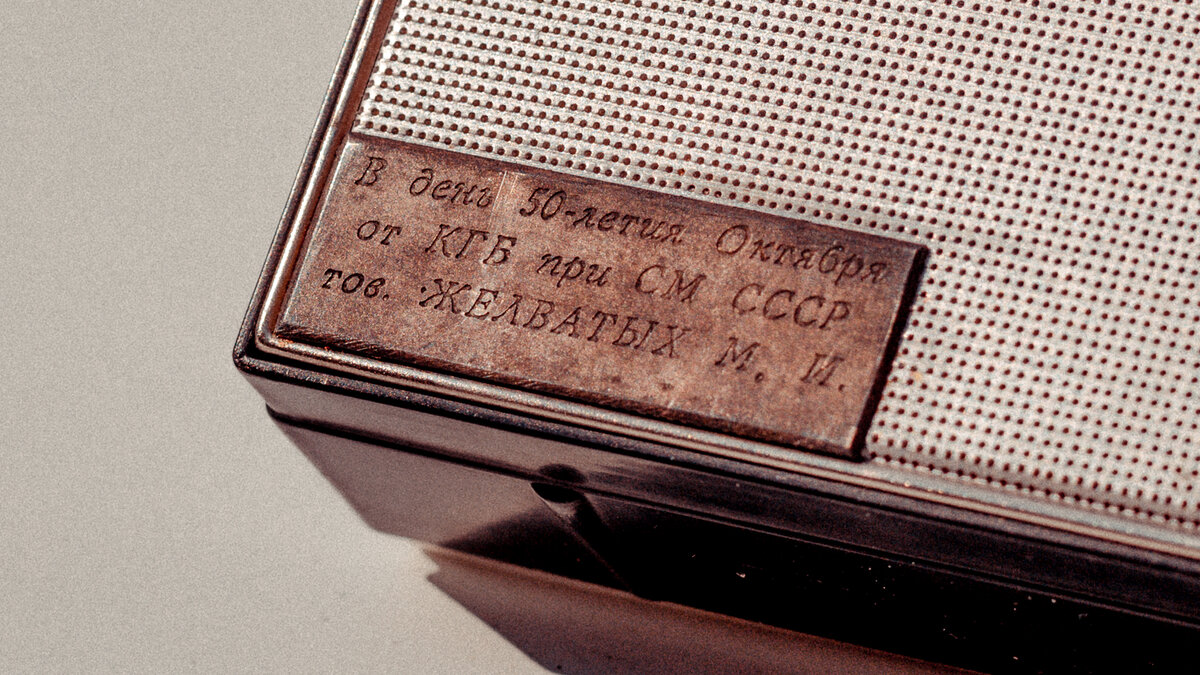 В день 50-летия Октября
от КГБ при СМ СССР
тов. ЖЕЛВАТЫХ М. И.